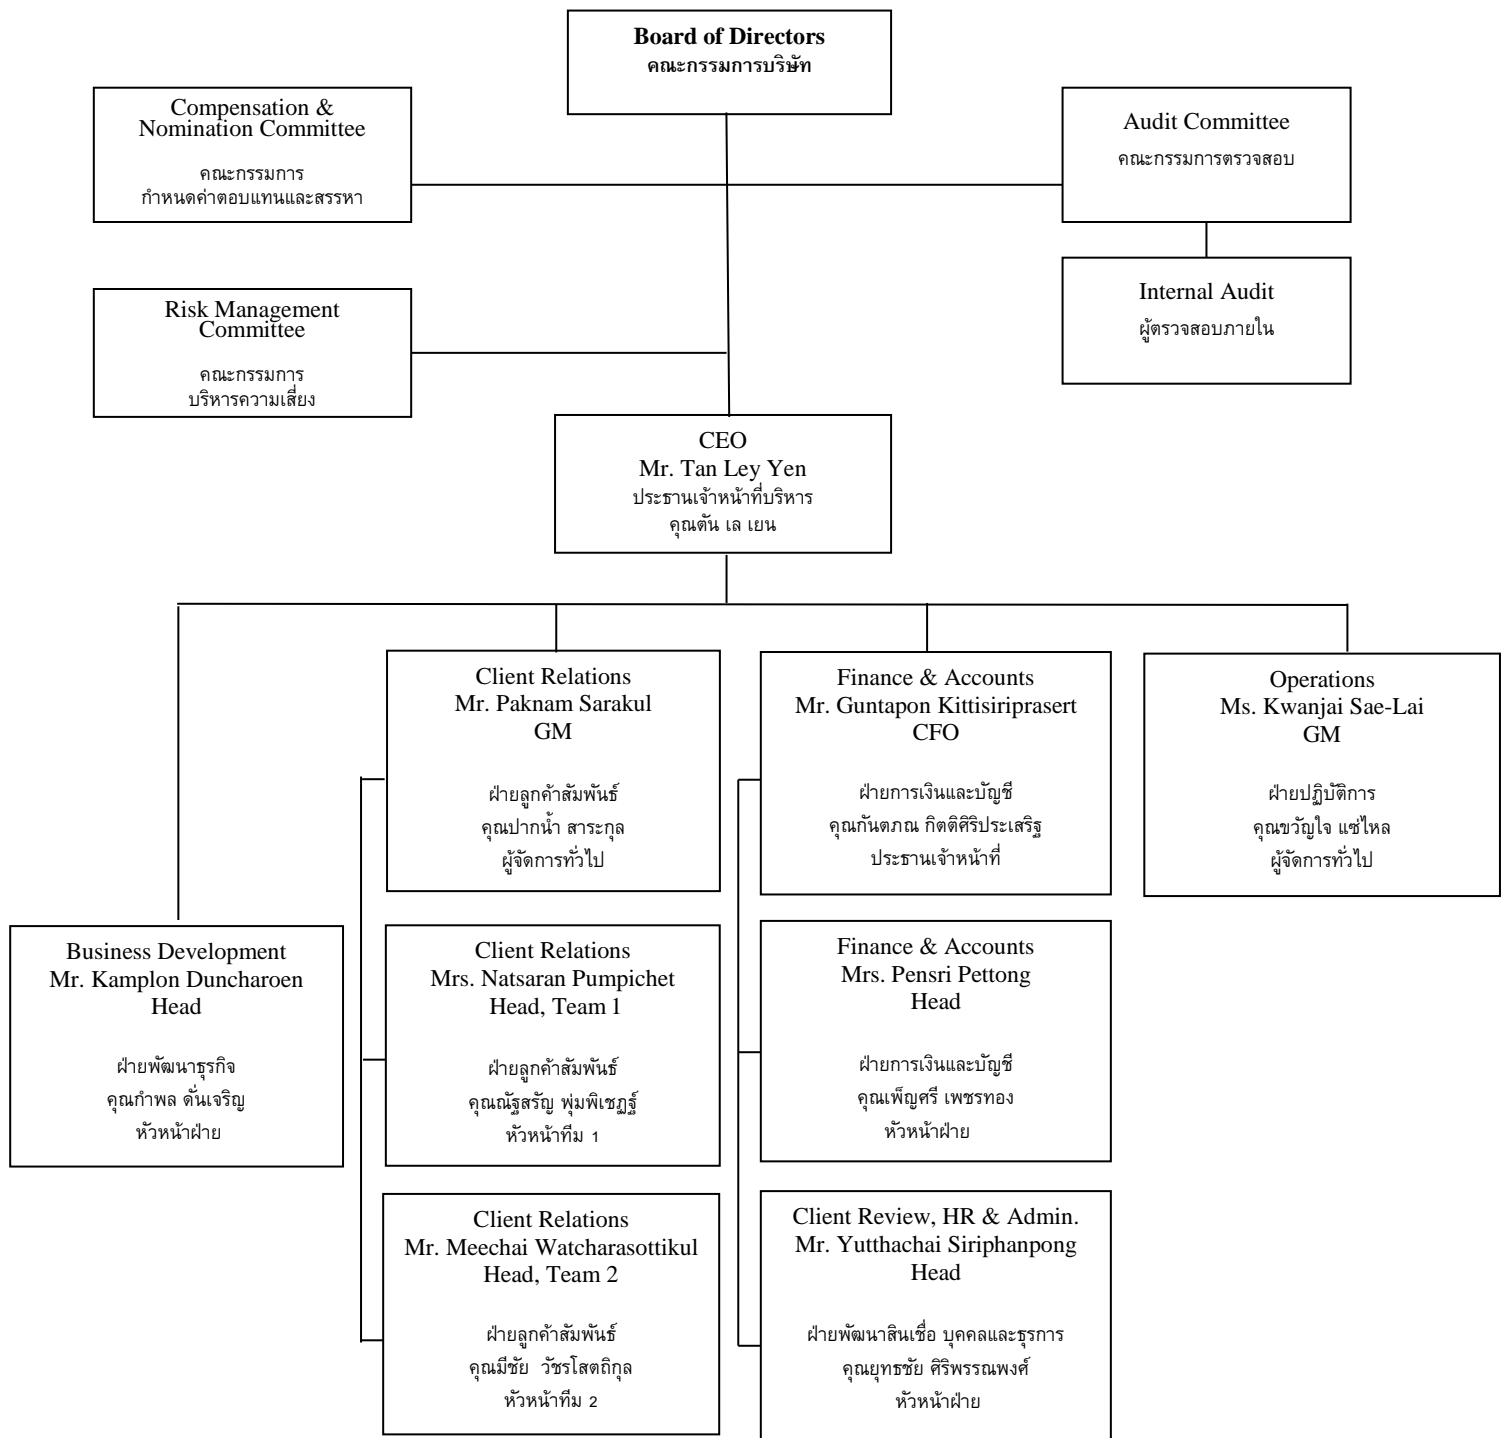 Board of Directors
คณะกรรมการบริษัท
Compensation &
Nomination Committee
คณะกรรมการ
กำหนดค่าตอบแทนและสรรหา
Audit Committee
คณะกรรมการตรวจสอบ
Internal Audit
ผู้ตรวจสอบภายใน
Risk Management
Committee
คณะกรรมการ
บริหารความเสี่ยง
CEO
Mr. Tan Ley Yen
ประธานเจ้าหน้าที่บริหาร
คุณตัน เล เยน
Client Relations
Mr. Paknam Sarakul
GM
ฝ่ายลูกค้าสัมพันธ์
คุณปากน้ำ สาระกุล
ผู้จัดการทั่วไป
Finance & Accounts
Mr. Guntapon Kittisiriprasert
CFO
ฝ่ายการเงินและบัญชี
คุณกันตภณ กิตติศิริประเสริฐ
ประธานเจ้าหน้าที่
Operations
Ms. Kwanjai Sae-Lai
GM
ฝ่ายปฏิบัติการ
คุณขวัญใจ แซ่ไหล
ผู้จัดการทั่วไป
Business Development
Mr. Kamplon Duncharoen
Head
ฝ่ายพัฒนาธุรกิจ
คุณกำพล ดั่นเจริญ
หัวหน้าฝ่าย
Client Relations
Mrs. Natsaran Pumpichet
Head, Team 1
ฝ่ายลูกค้าสัมพันธ์
คุณณัฐสรัญ พุ่มพิเชฏฐ์
หัวหน้าทีม 1
Finance & Accounts
Mrs. Pensri Pettong
Head
ฝ่ายการเงินและบัญชี
คุณเพ็ญศรี เพชรทอง
หัวหน้าฝ่าย
Client Relations
Mr. Meechai Watcharasottikul
Head, Team 2
ฝ่ายลูกค้าสัมพันธ์
คุณมีชัย วัชรโสตถิกุล
หัวหน้าทีม 2
Client Review, HR & Admin.
Mr. Yutthachai Siriphanpong
Head
ฝ่ายพัฒนาสินเชื่อ บุคคลและธุรการ
คุณยุทธชัย ศิริพรรณพงศ์
หัวหน้าฝ่าย